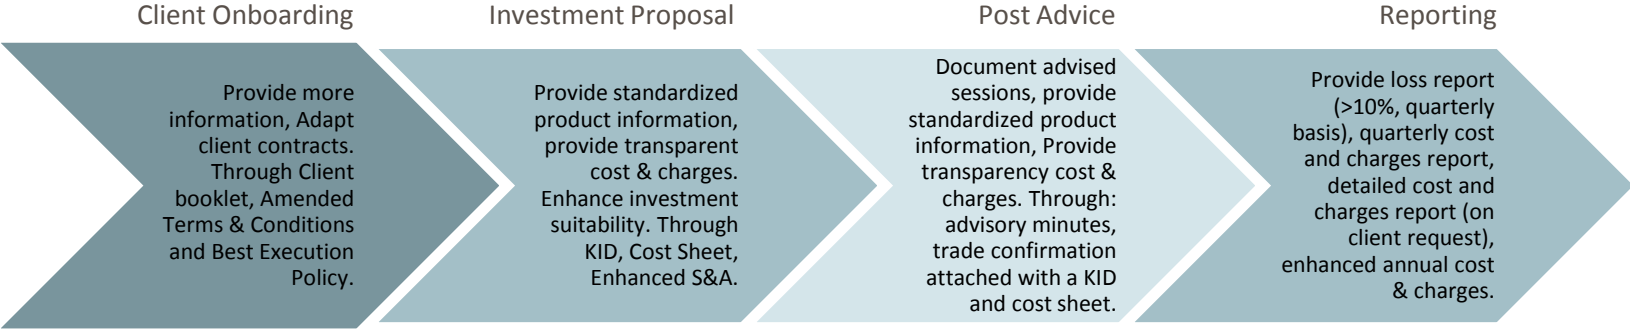 Client Onboarding
Provide more
information, Adapt
client contracts.
Through Client
booklet, Amended
Terms & Conditions
and Best Execution
Policy.
Investment Proposal
Provide standardized
product information,
provide transparent
cost & charges.
Enhance investment
suitability. Through
KID, Cost Sheet,
Enhanced S&A.
Post Advice
Document advised
sessions, provide
standardized product
information, Provide
transparency cost &
charges. Through:
advisory minutes,
trade confirmation
attached with a KID
and cost sheet.
Reporting
Provide loss report
(>10%, quarterly
basis), quarterly cost
and charges report,
detailed cost and
charges report (on
client request),
enhanced annual cost
& charges.